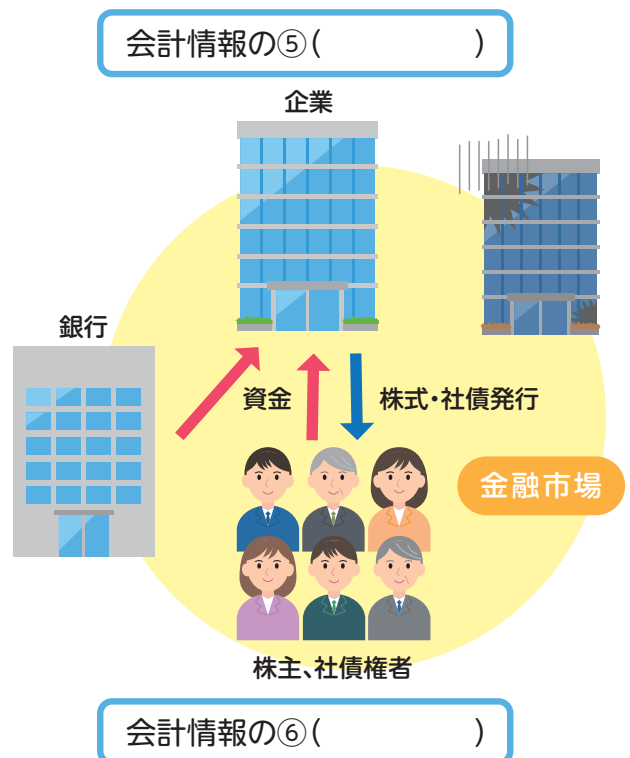 会計情報の⑤(　　　　　)
企業
銀行
資金
株式・社債発行
金融市場
株主、社債権者
会計情報の⑥(　　　　　)